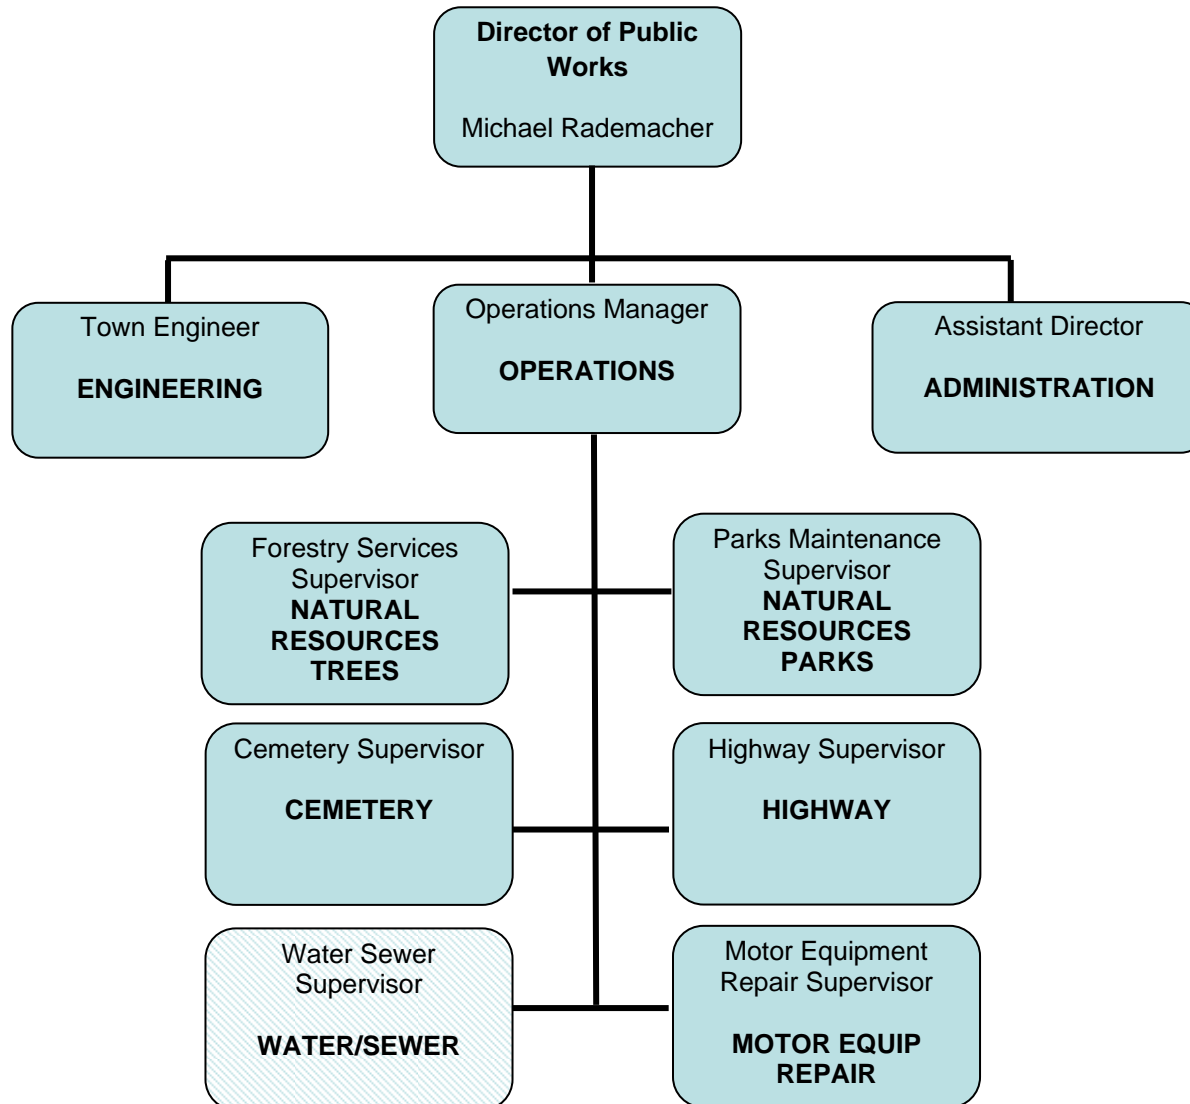 Director of Public
Works
Michael Rademacher
Town Engineer
ENGINEERING
Operations Manager
OPERATIONS
Assistant Director
ADMINISTRATION
Forestry Services
Supervisor
NATURAL
RESOURCES
TREES
Parks Maintenance
Supervisor
NATURAL
RESOURCES
PARKS
Cemetery Supervisor
CEMETERY
Highway Supervisor
HIGHWAY
Water Sewer
Supervisor
WATER/SEWER
Motor Equipment
Repair Supervisor
MOTOR EQUIP
REPAIR